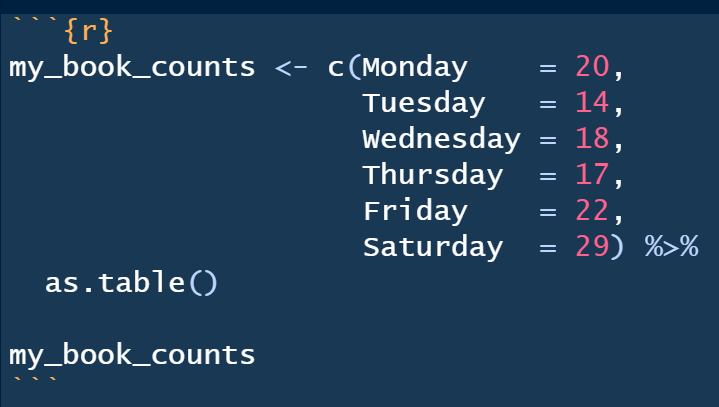 ```{r}
my_book_counts <- c(Monday    = 20,
                    Tuesday   = 14,
                    Wednesday = 18,
                    Thursday  = 17,
                    Friday    = 22,
                    Saturday  = 29) %>%
  as.table()

my_book_counts
```